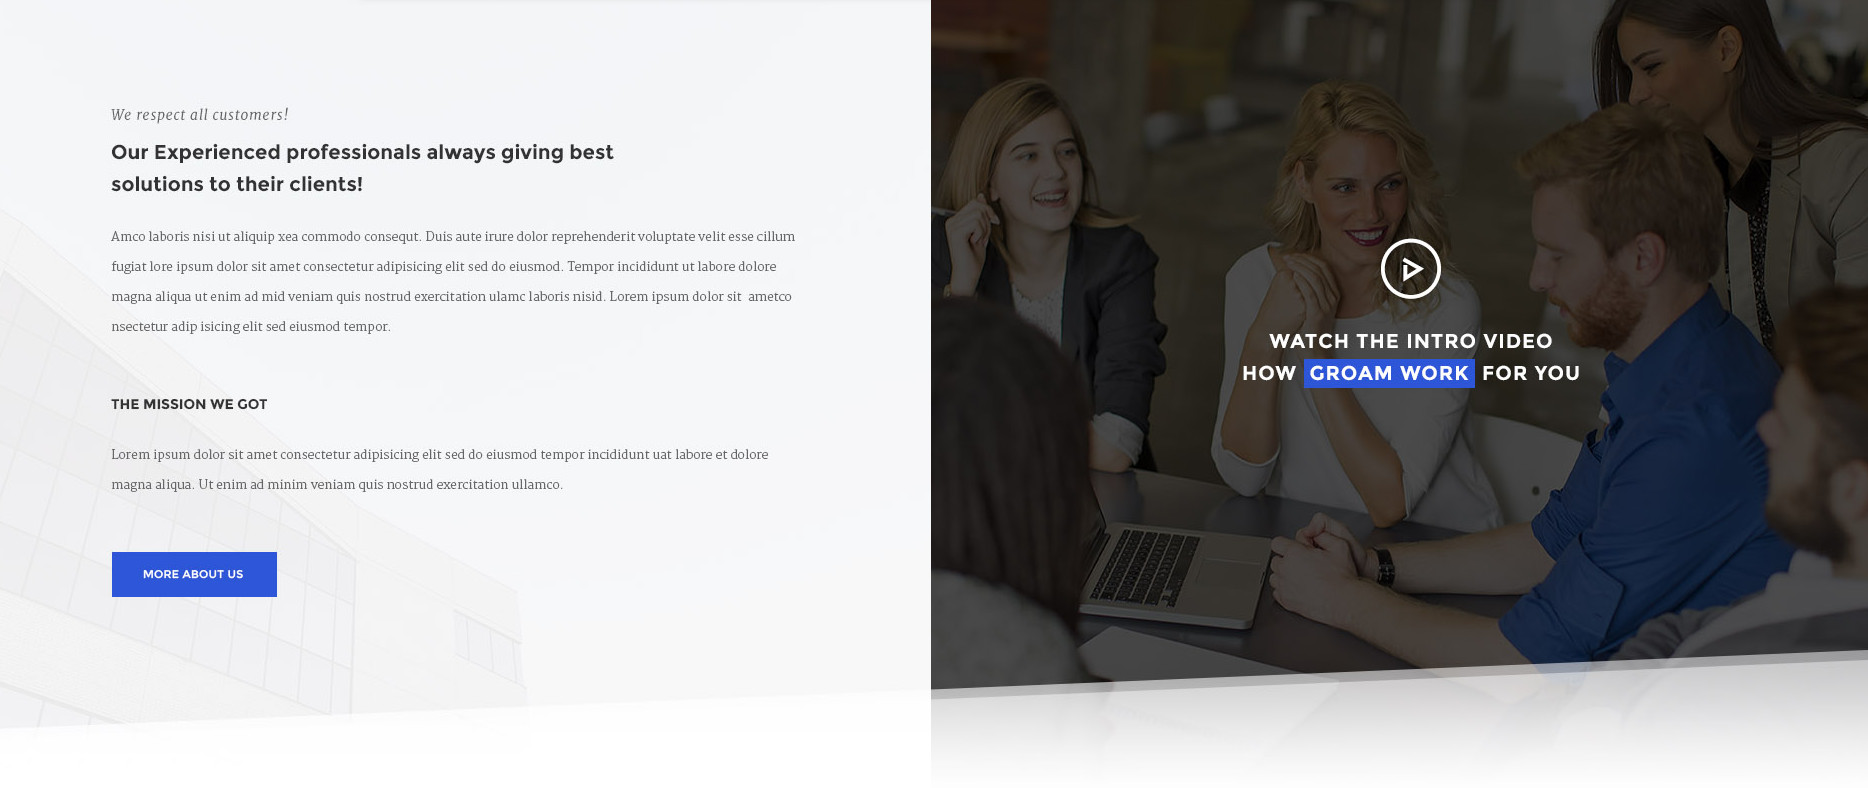 We respect all customers!
Our Experienced professionals always giving best
solutions to their clients!
Amco laboris nisi ut aliquip xea commodo consequt. Duis aute irure dolor reprehenderit voluptate velit esse cillum
fugiat lore ipsum dolor sit amet consectetur adipisicing elit sed do eiusmod. Tempor incididunt ut labore dolore
magna aliqua ut enim ad mid veniam quis nostrud exercitation ulamc laboris nisid. Lorem ipsum dolor sit ametco
nsectetur adip isicing elit sed eiusmod tempor.
THE MISSION WE GOT
Lorem ipsum dolor sit amet consectetur adipisicing elit sed do eiusmod tempor incididunt uat labore et dolore
magna aliqua. Ut enim ad minim veniam quis nostrud exercitation ullamco.
MORE ABOUT US
WATCH THE INTRO VIDEO
HOW GROAM WORK FOR YOU